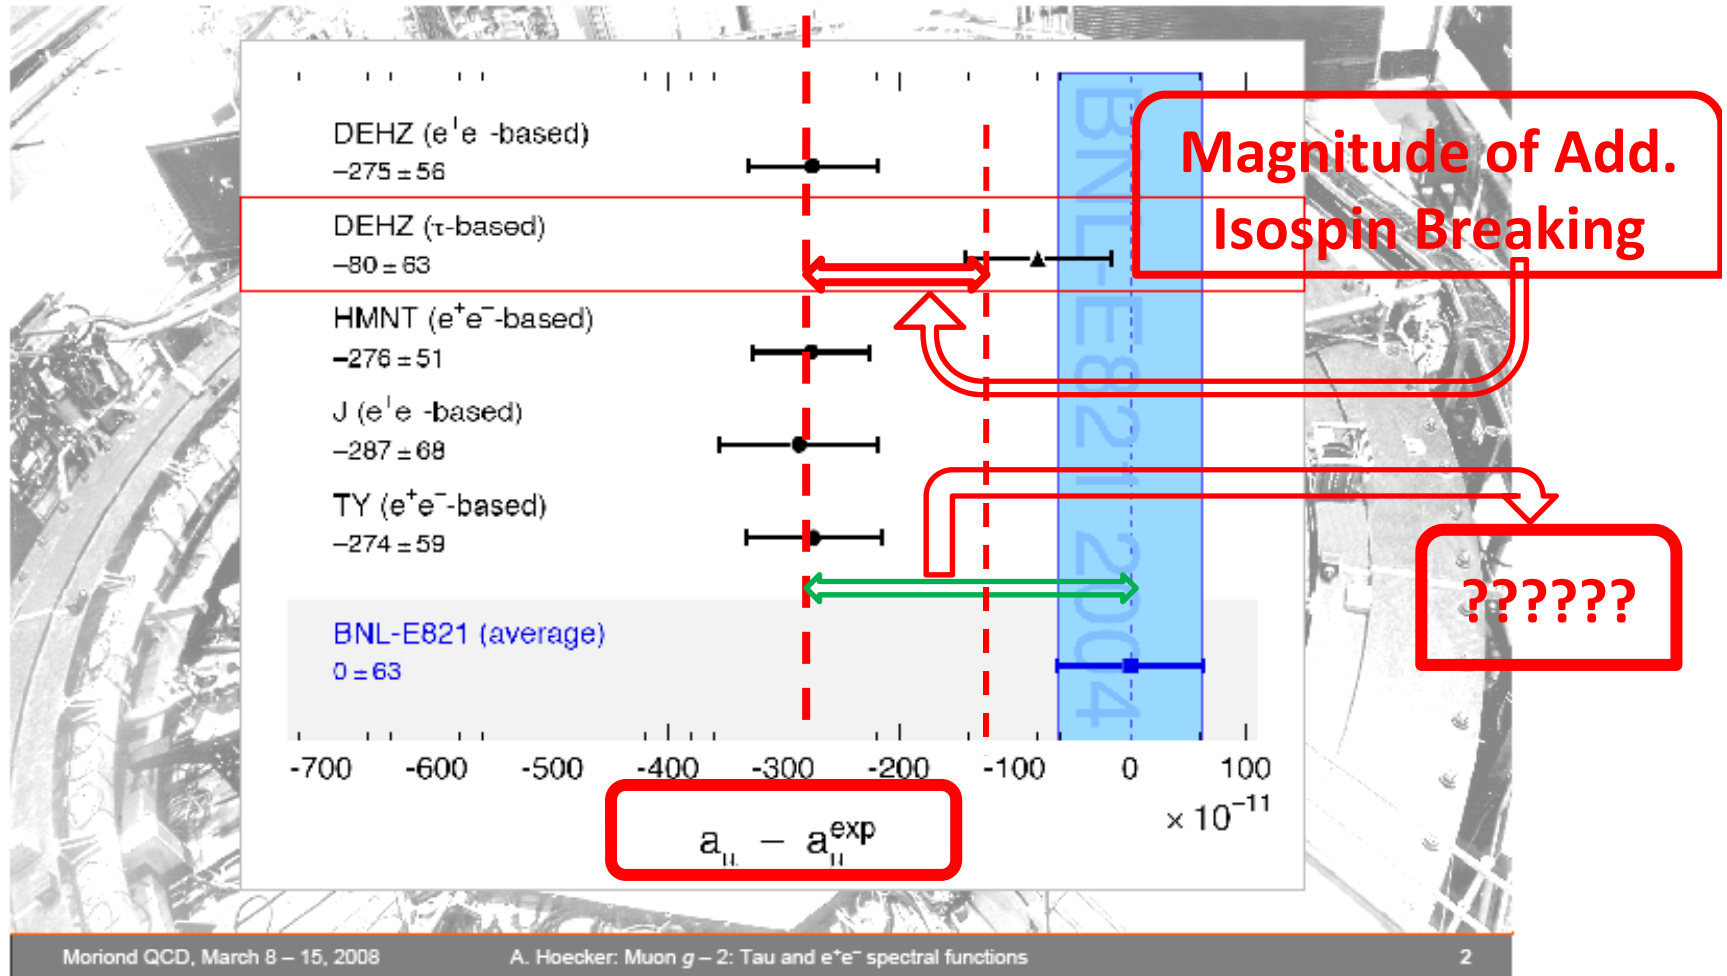 DEHZ (e⁺e -based)
−275 ± 56
DEHZ (τ-based)
−80 ± 63
HMNT (e⁺e⁻-based)
−276 ± 51
J (e⁺e -based)
−287 ± 68
TY (e⁺e⁻-based)
−274 ± 59
BNL-E821 (average)
0 ± 63
BNL-E821 2004
Magnitude of Add.
Isospin Breaking
??????
-700 -600 -500 -400 -300 -200 -100 0 100
× 10⁻¹¹
aμ − aμ^exp
Moriond QCD, March 8 – 15, 2008 A. Hoecker: Muon g – 2: Tau and e⁺e⁻ spectral functions 2